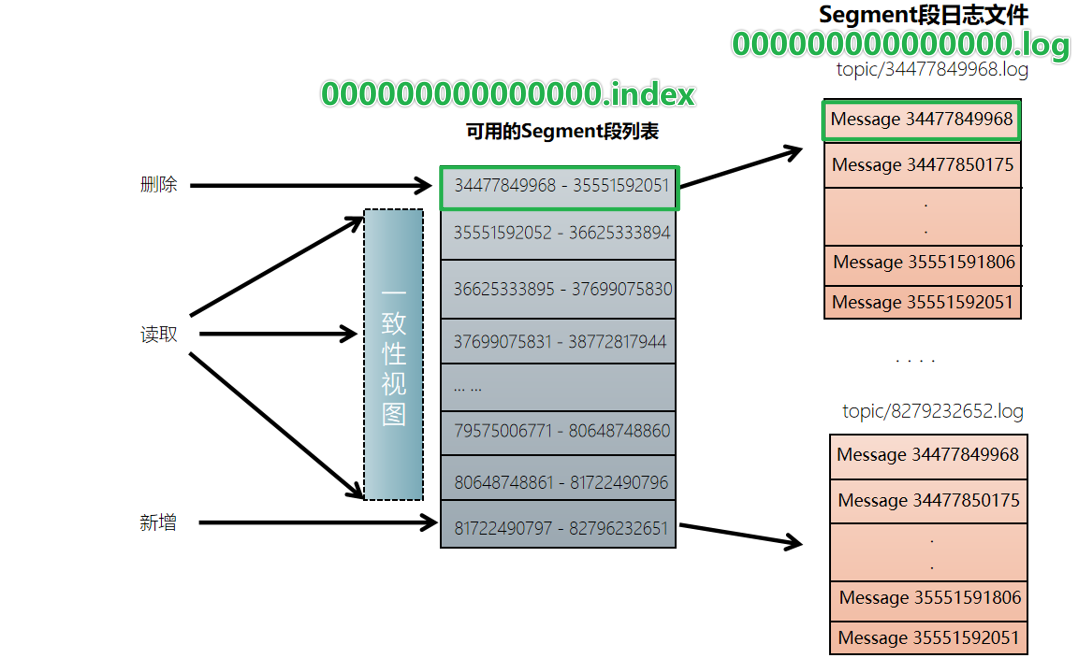 Segment段日志文件
000000000000000.log
topic/34477849968.log
000000000000000.index
可用的Segment段列表
删除
读取
新增
一致性视图
34477849968 - 35551592051
35551592052 - 36625333894
36625333895 - 37699075830
37699075831 - 38772817944
... ...
79575006771 - 80648748860
80648748861 - 81722490796
81722490797 - 82796232651
Message 34477849968
Message 34477850175
.
.
Message 35551591806
Message 35551592051
. . . .
topic/8279232652.log
Message 34477849968
Message 34477850175
.
.
Message 35551591806
Message 35551592051